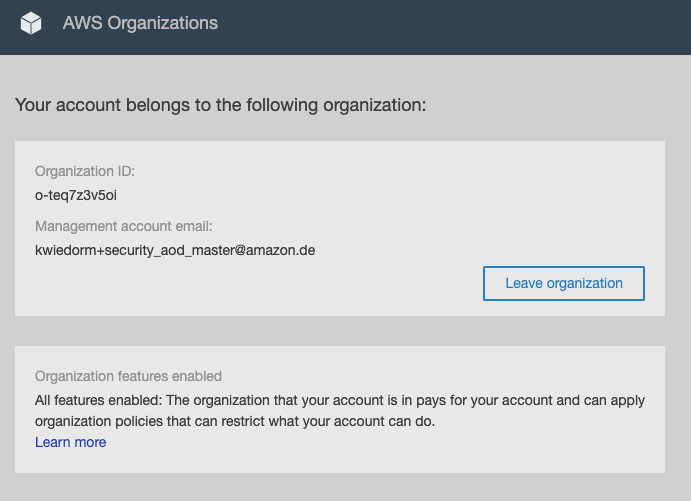 AWS Organizations
Your account belongs to the following organization:
Organization ID:
o-teq7z3v5oi
Management account email:
kwiedorm+security_aod_master@amazon.de
Leave organization
Organization features enabled
All features enabled: The organization that your account is in pays for your account and can apply
organization policies that can restrict what your account can do.
Learn more